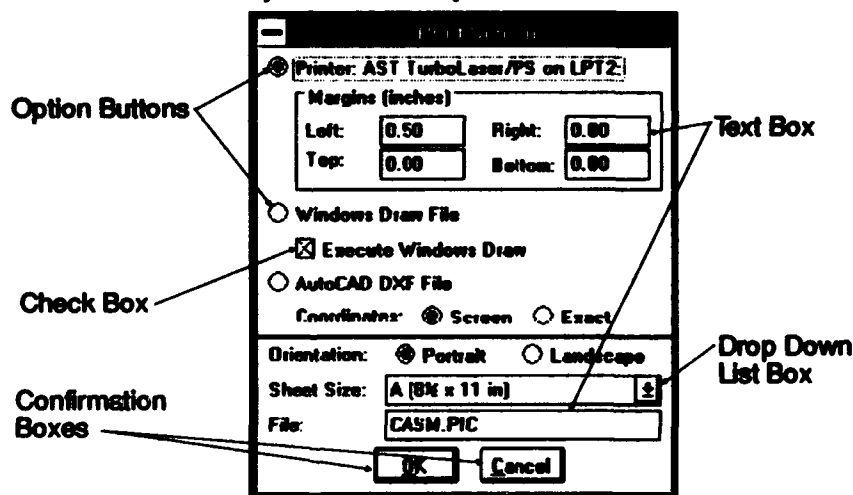 Printer: AST TurboLaser/PS on LPT2:
Margins (inches)
Option Buttons
Left: 0.50 Right: 0.80
Text Box
Top: 0.00 Bottom: 0.80
Windows Draw File
Execute Windows Draw
Check Box
AutoCAD DXF File
Coordinates: Screen Exact
Orientation: Portrait Landscape
Drop Down
List Box
Sheet Size: A (8½ x 11 in)
Confirmation
Boxes
File: CASM.PIC
OK Cancel